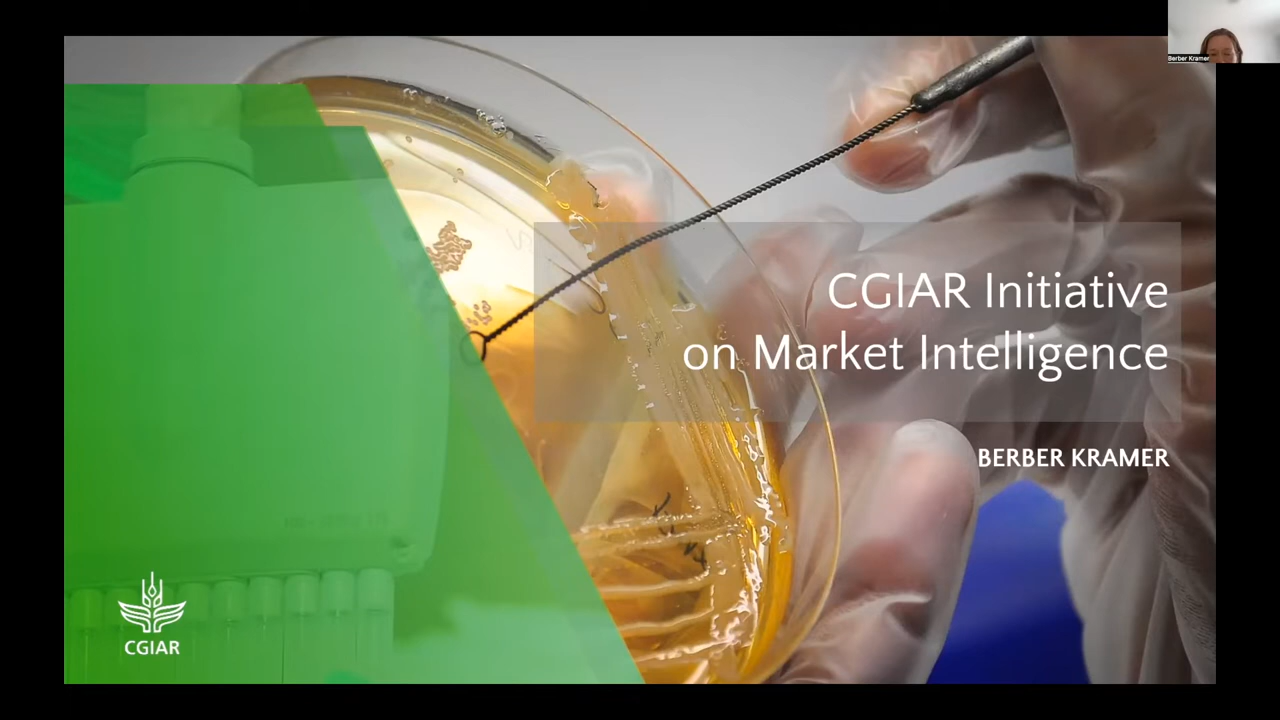 Berber Kramer
CGIAR Initiative
on Market Intelligence
BERBER KRAMER
CGIAR